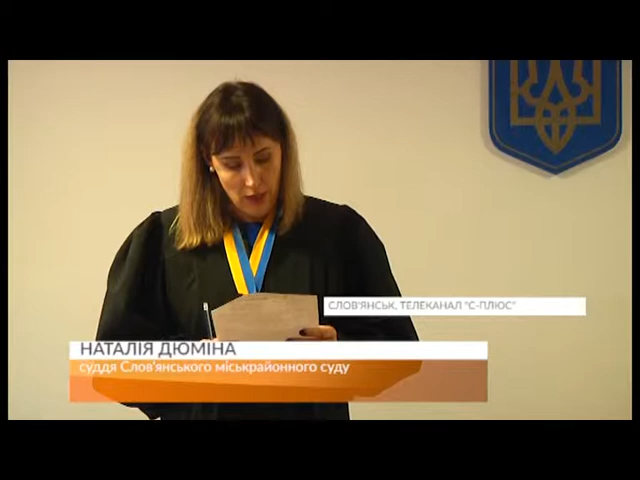 СЛОВ'ЯНСЬК, ТЕЛЕКАНАЛ "С-ПЛЮС"
НАТАЛІЯ ДЮМІНА
суддя Слов'янського міськрайонного суду